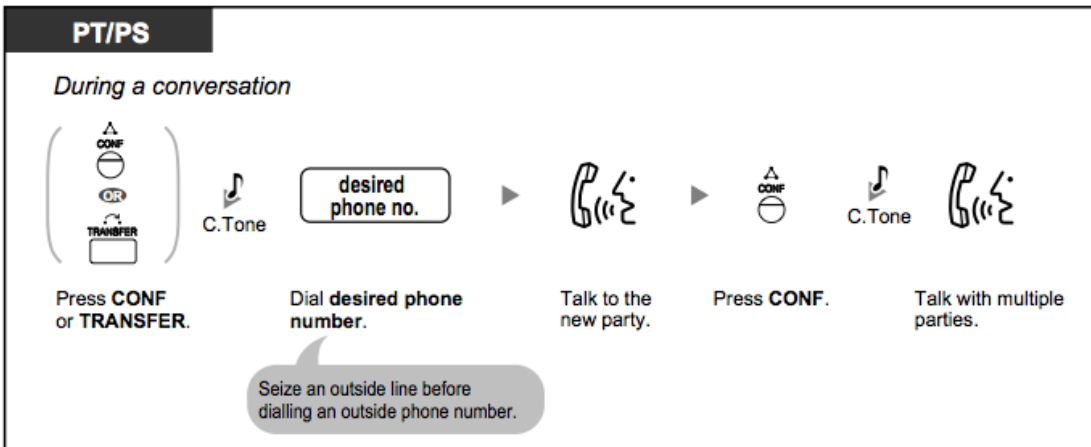 PT/PS
During a conversation
CONF
OR
TRANSFER
C.Tone
desired
phone no.
CONF
C.Tone
Press CONF
or TRANSFER.
Dial desired phone
number.
Talk to the
new party.
Press CONF.
Talk with multiple
parties.
Seize an outside line before
dialling an outside phone number.